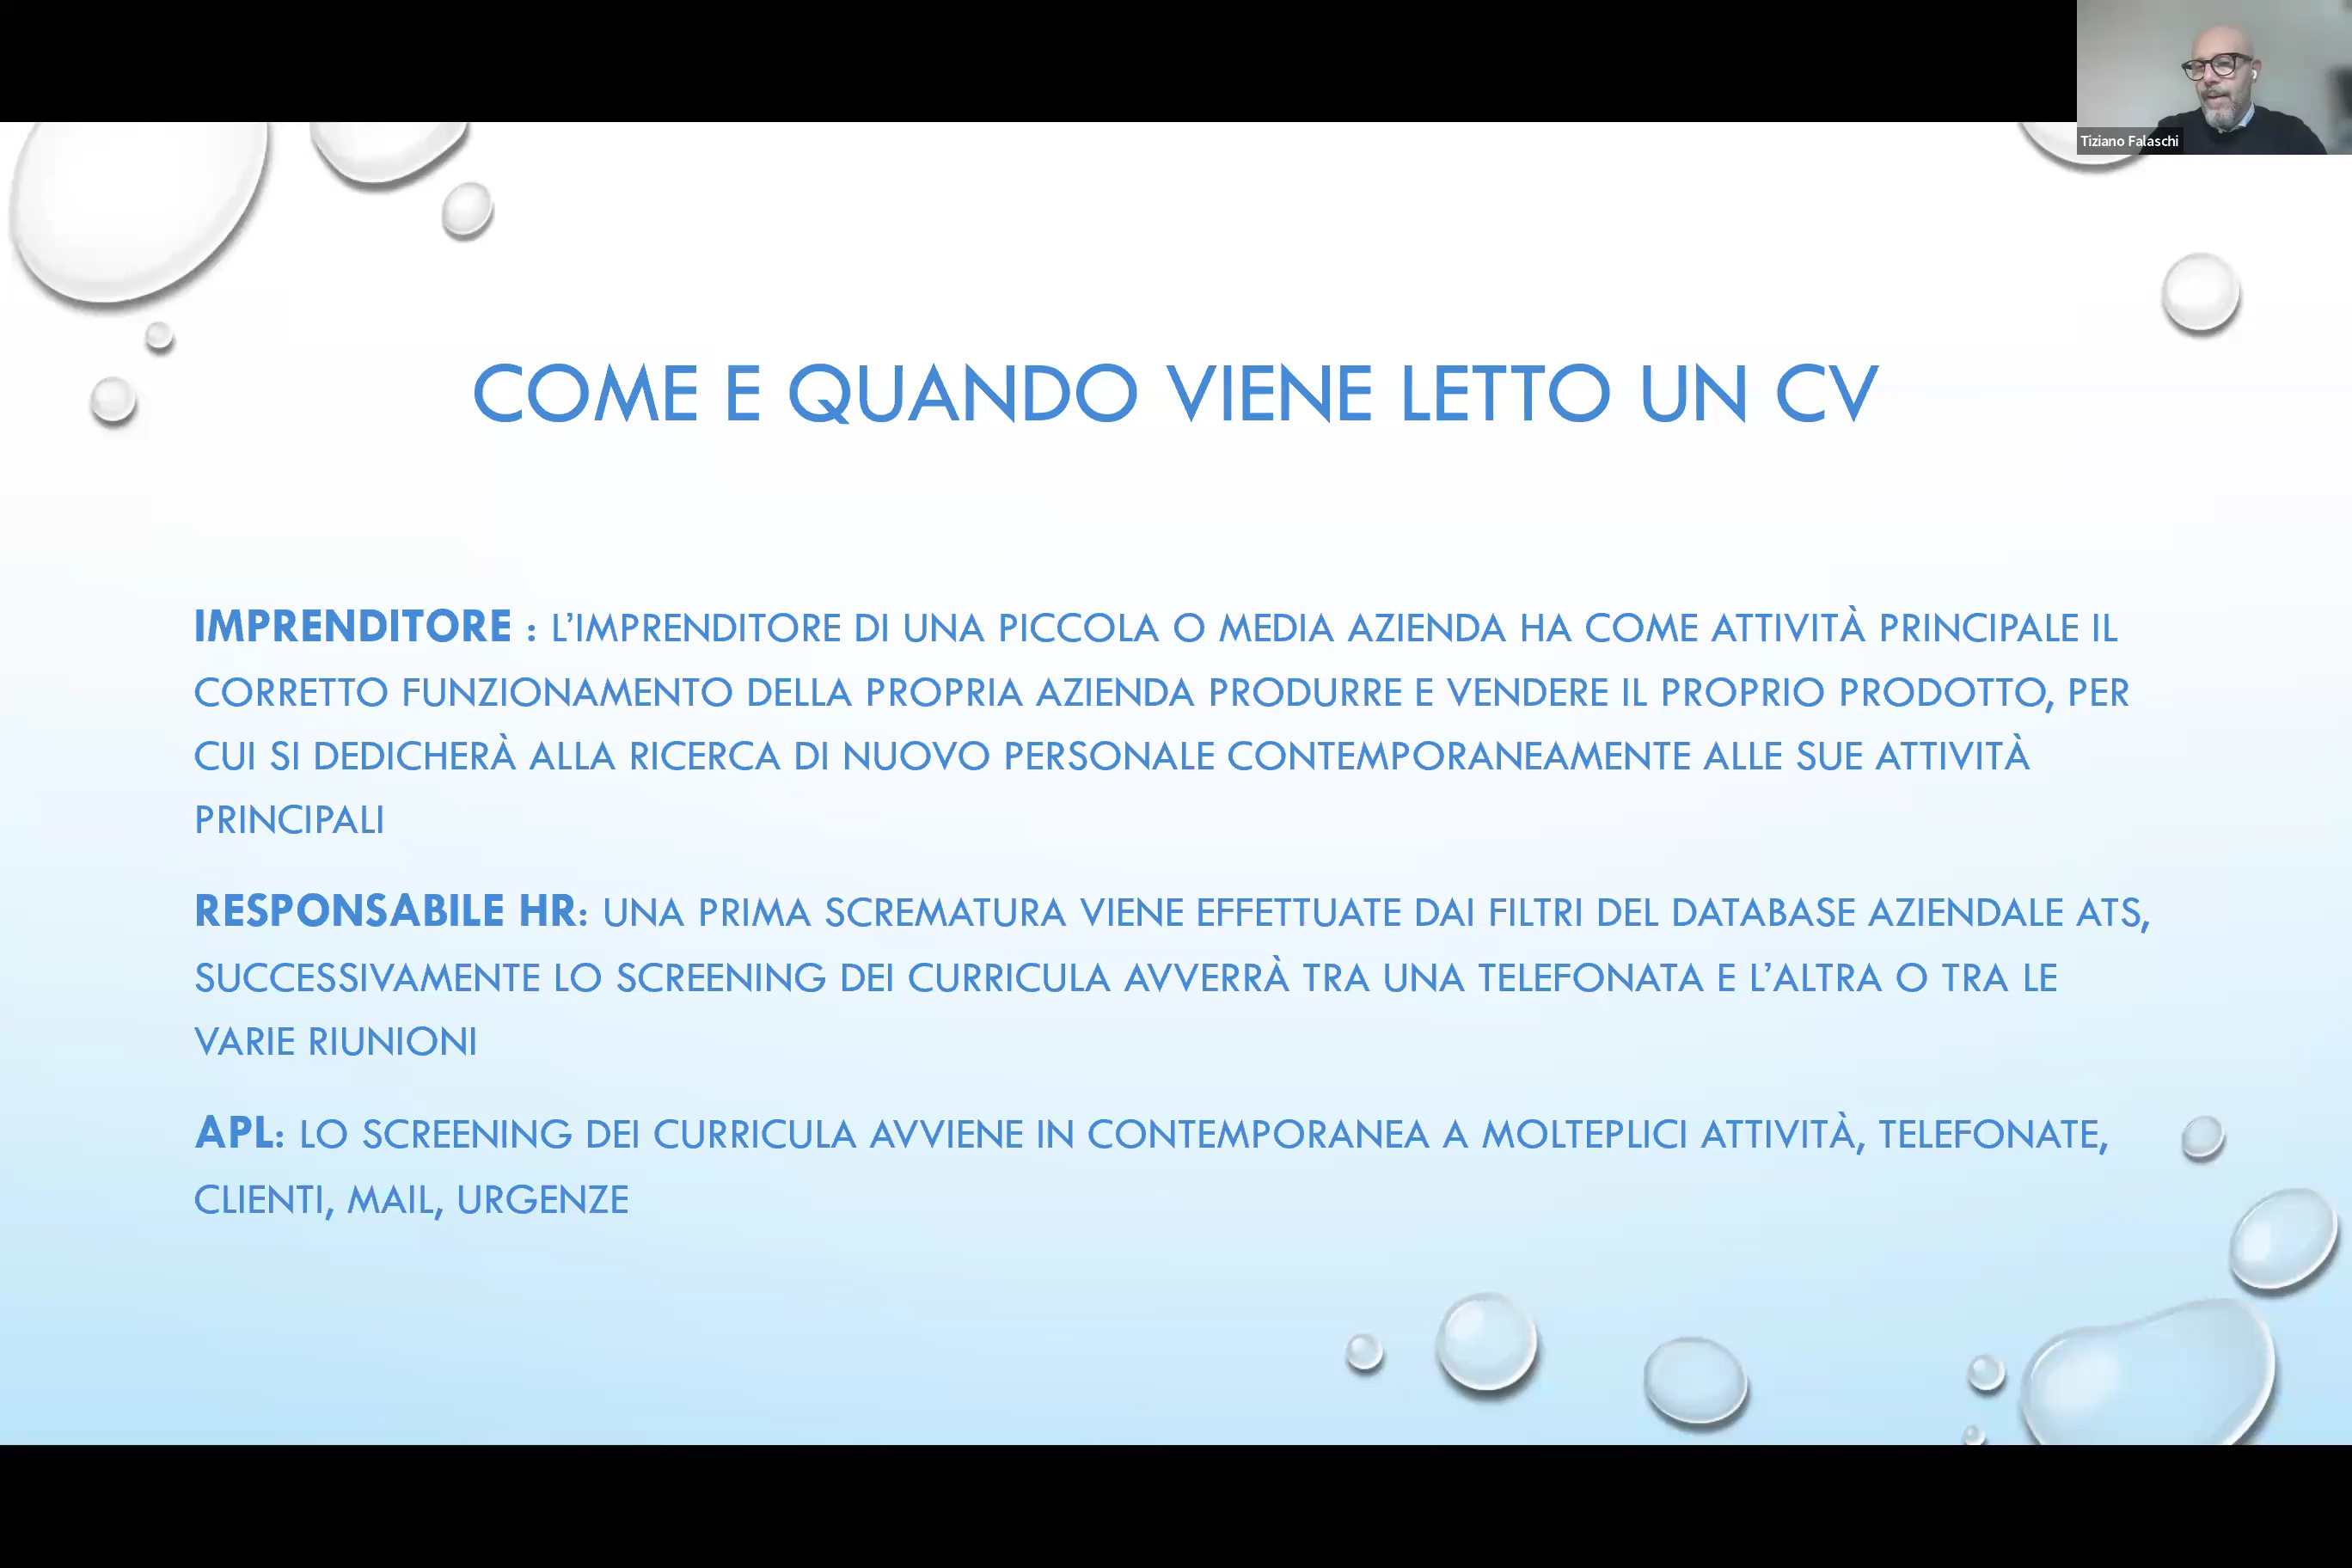 Tiziano Falaschi
COME E QUANDO VIENE LETTO UN CV
IMPRENDITORE : L’IMPRENDITORE DI UNA PICCOLA O MEDIA AZIENDA HA COME ATTIVITÀ PRINCIPALE IL
CORRETTO FUNZIONAMENTO DELLA PROPRIA AZIENDA PRODURRE E VENDERE IL PROPRIO PRODOTTO, PER
CUI SI DEDICHERÀ ALLA RICERCA DI NUOVO PERSONALE CONTEMPORANEAMENTE ALLE SUE ATTIVITÀ
PRINCIPALI
RESPONSABILE HR: UNA PRIMA SCREMATURA VIENE EFFETTUATE DAI FILTRI DEL DATABASE AZIENDALE ATS,
SUCCESSIVAMENTE LO SCREENING DEI CURRICULA AVVERRÀ TRA UNA TELEFONATA E L’ALTRA O TRA LE
VARIE RIUNIONI
APL: LO SCREENING DEI CURRICULA AVVIENE IN CONTEMPORANEA A MOLTEPLICI ATTIVITÀ, TELEFONATE,
CLIENTI, MAIL, URGENZE